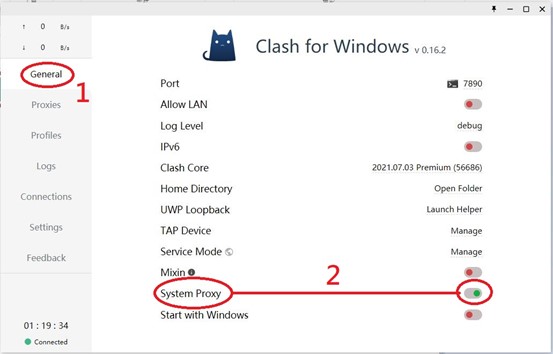 ↑ 0 B/s
↓ 0 B/s
General
1
Proxies
Profiles
Logs
Connections
Settings
Feedback
01 : 19 : 34
Connected
Clash for Windows v 0.16.2
Port 7890
Allow LAN
Log Level debug
IPv6
Clash Core 2021.07.03 Premium (56686)
Home Directory Open Folder
UWP Loopback Launch Helper
TAP Device Manage
Service Mode Manage
Mixin
2
System Proxy
Start with Windows